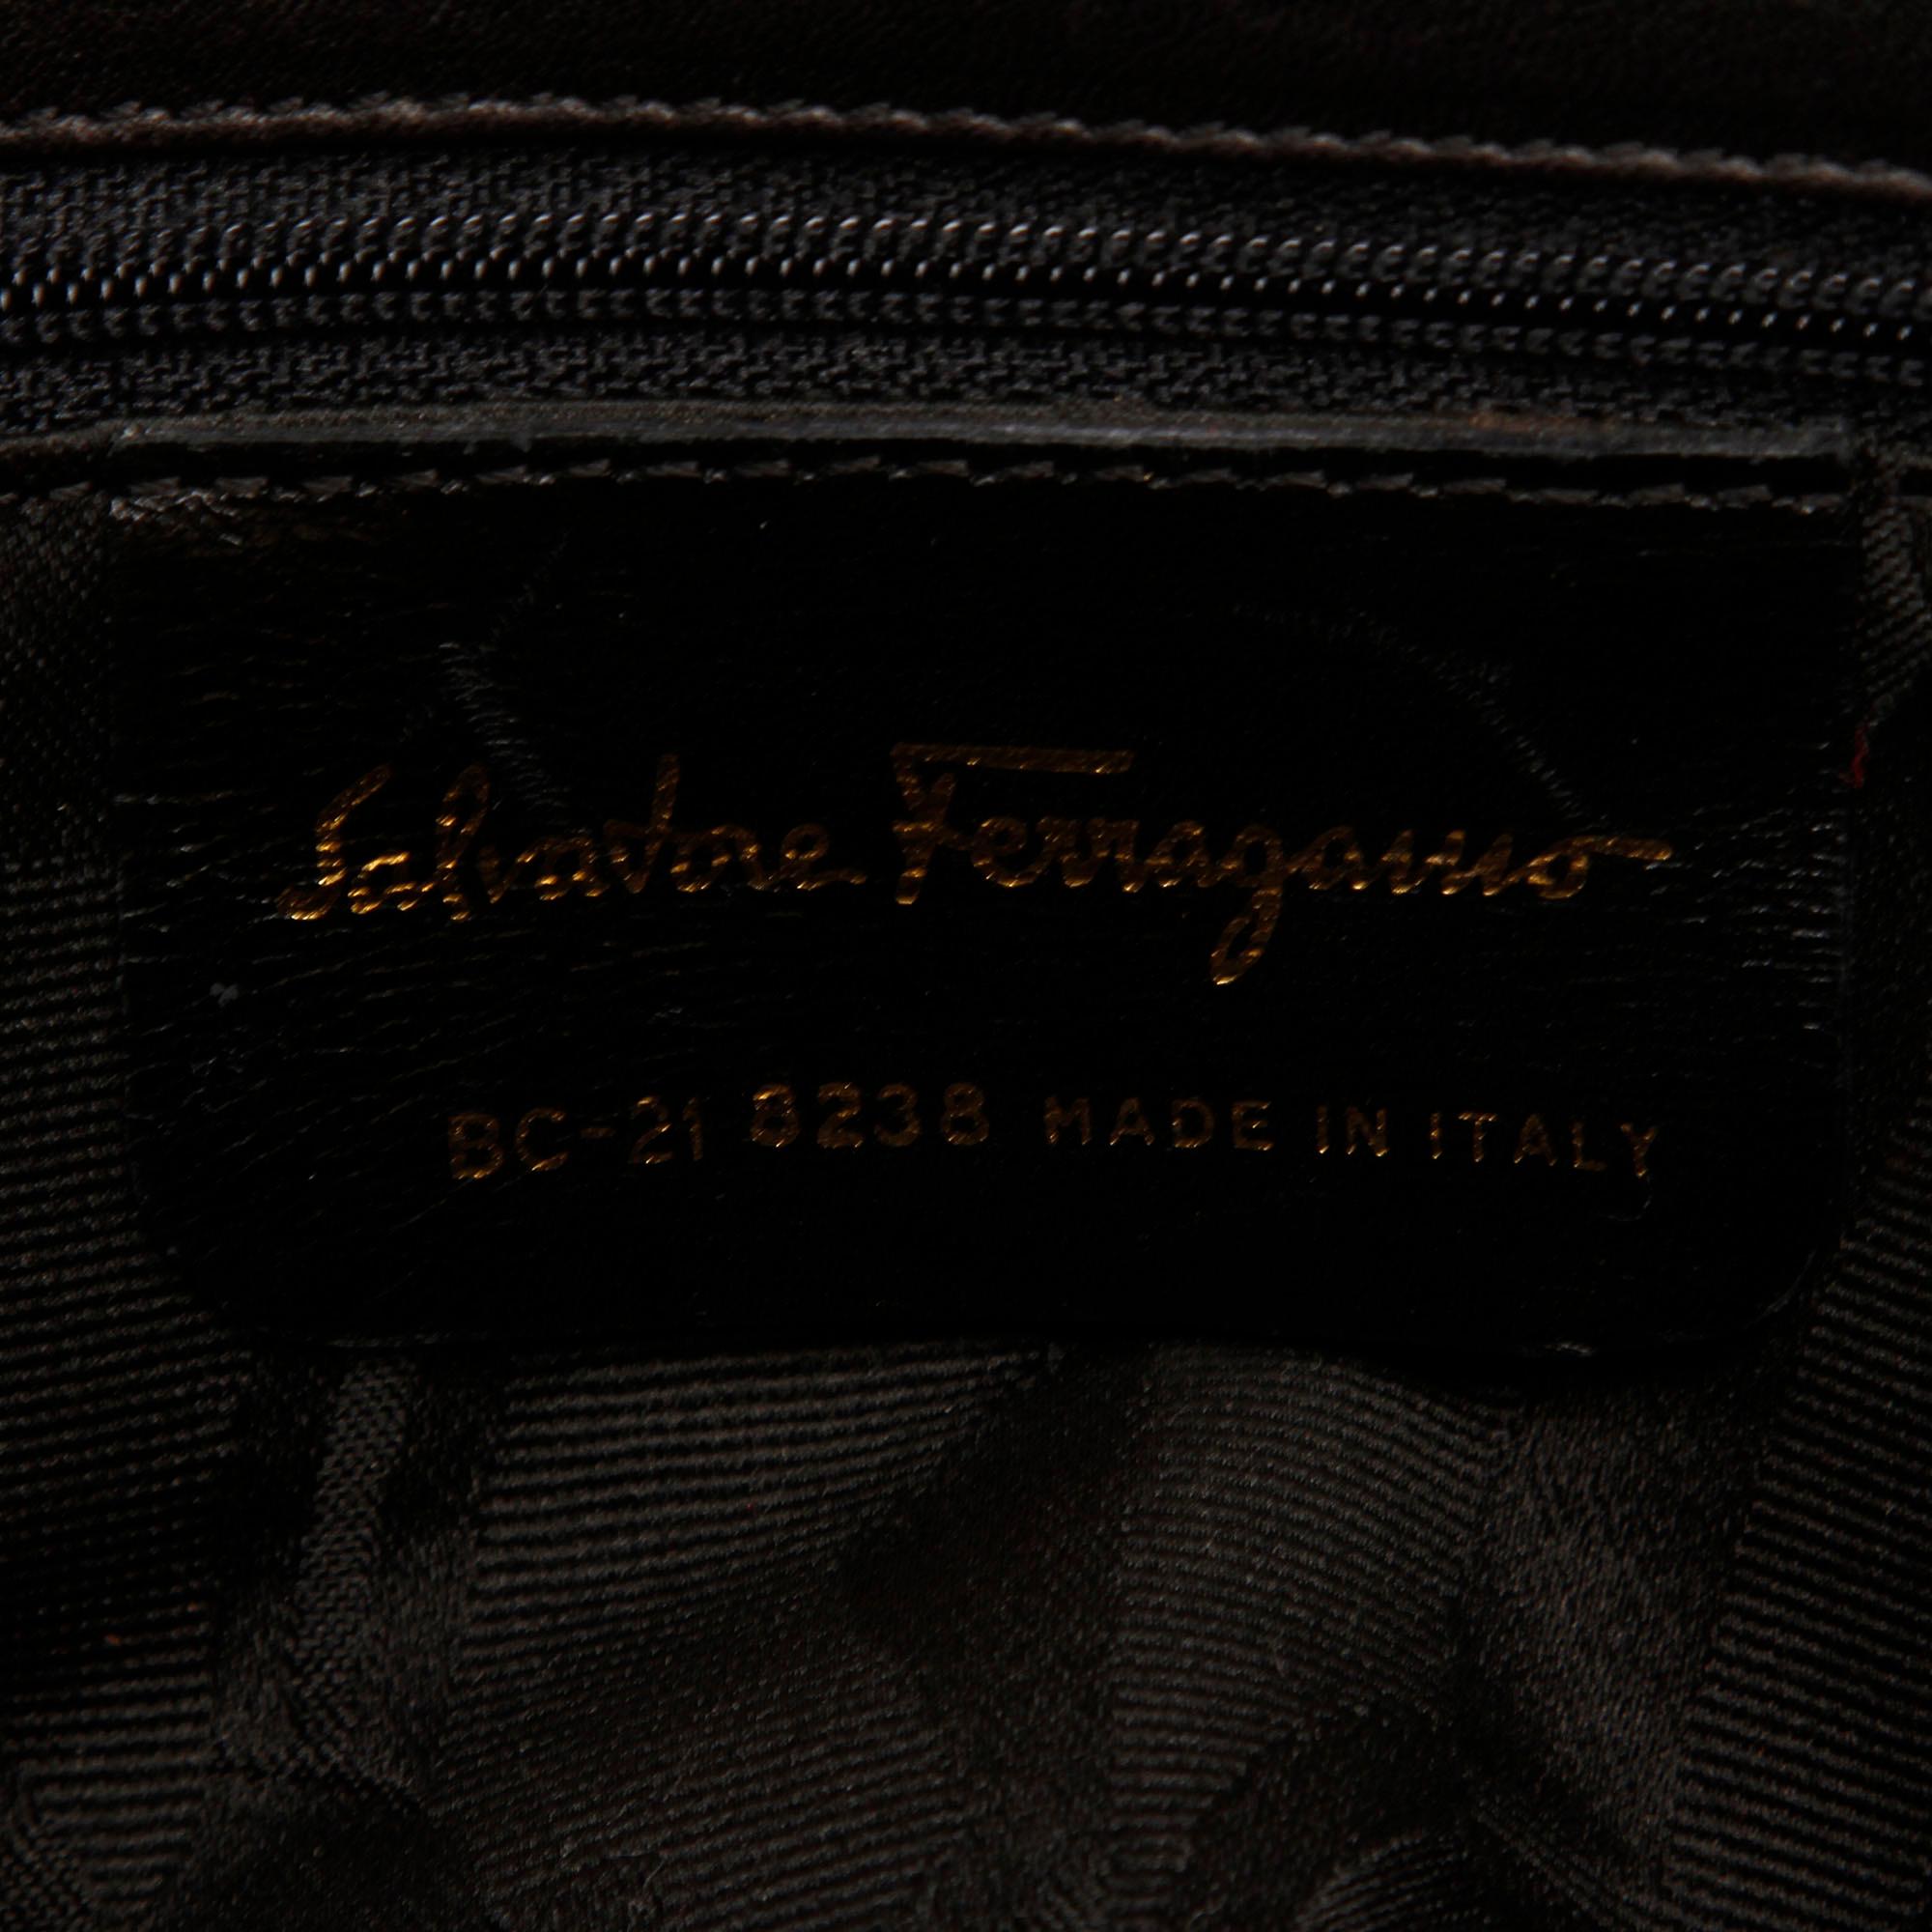 Salvatore Ferragamo
BC-21 8238 MADE IN ITALY